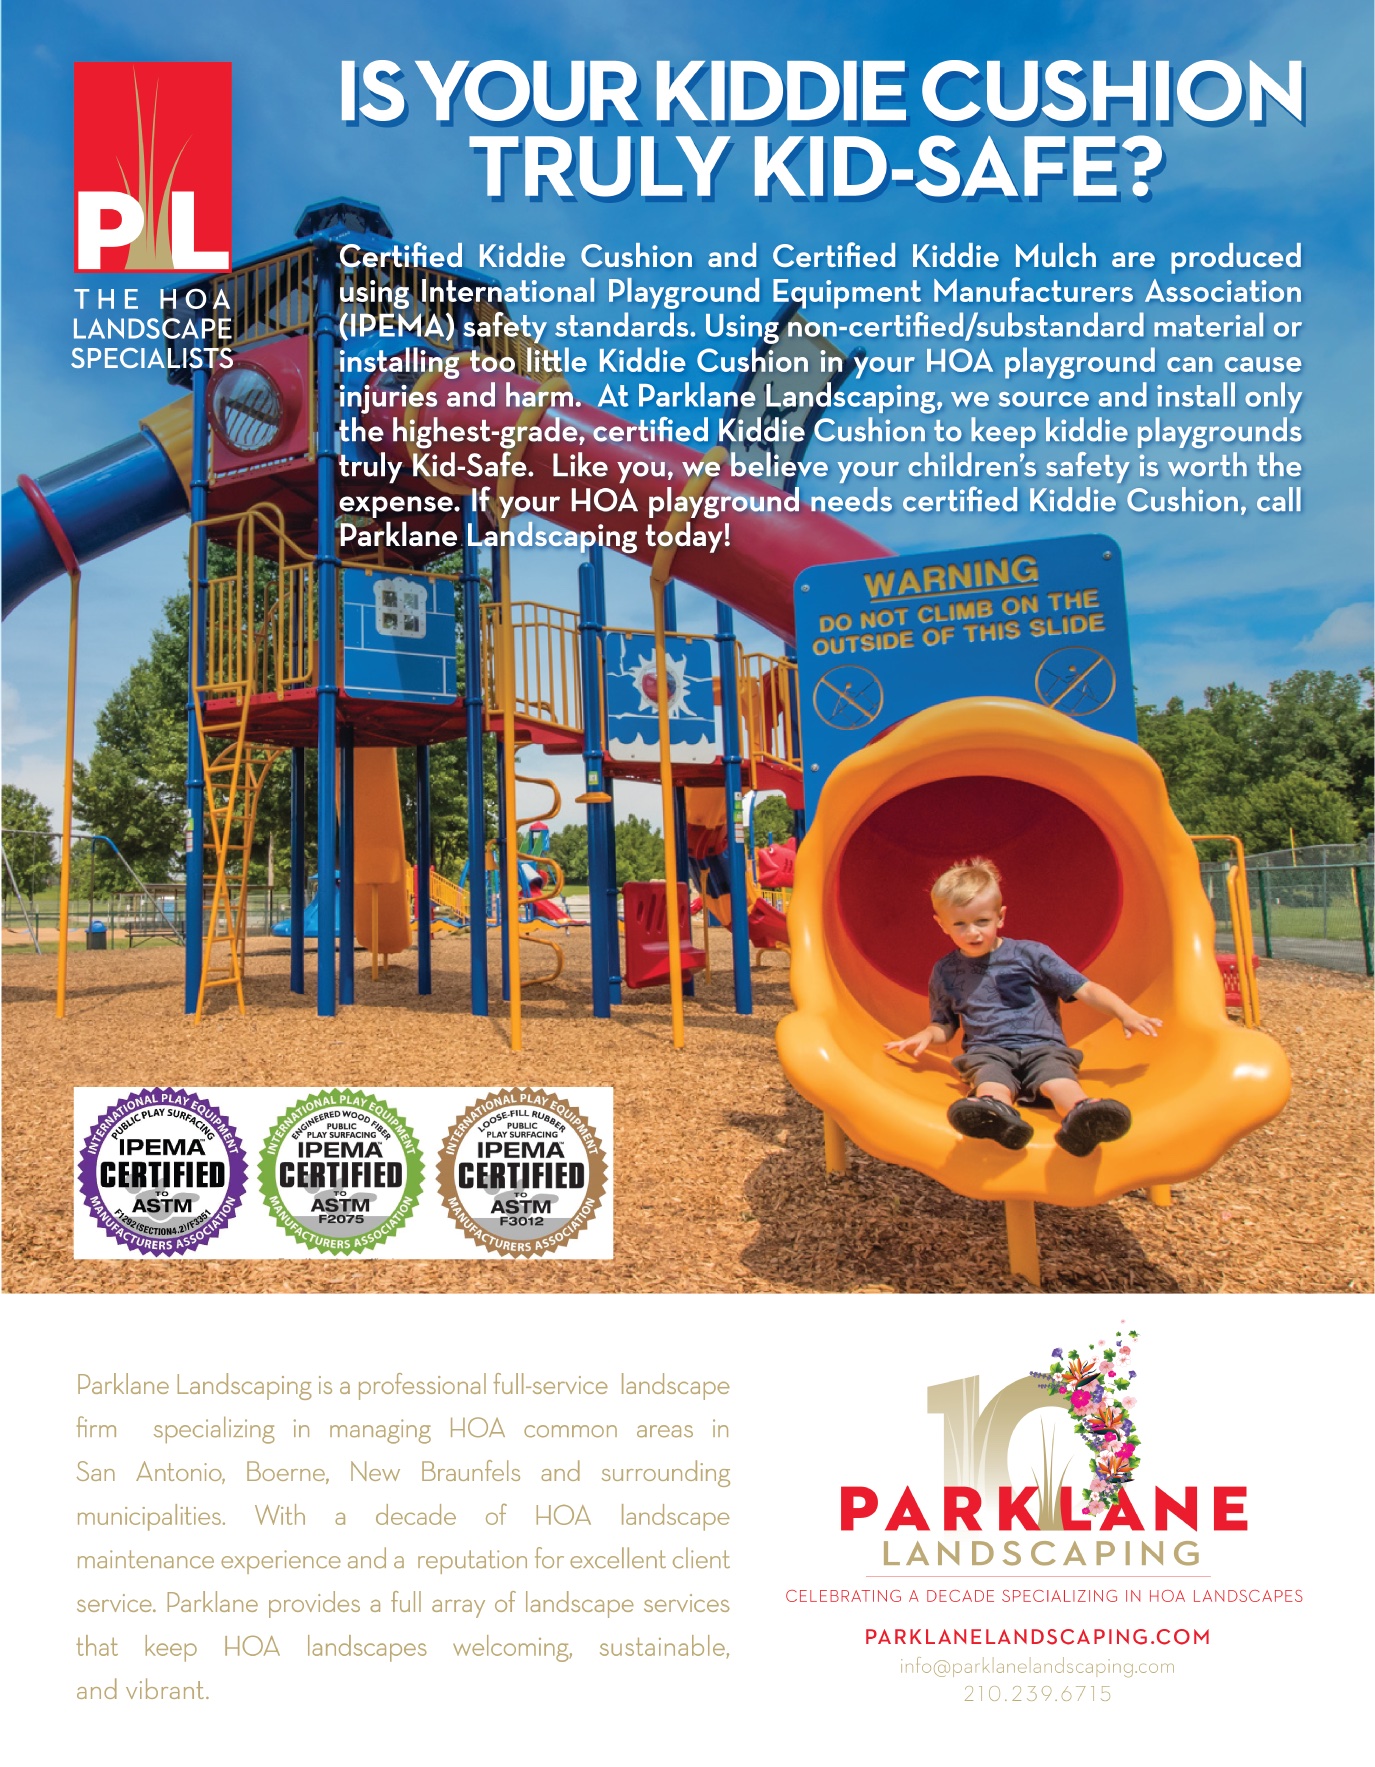 IS YOUR KIDDIE CUSHION
TRULY KID-SAFE?
PL
THE HOA
LANDSCAPE
SPECIALISTS
Certified Kiddie Cushion and Certified Kiddie Mulch are produced
using International Playground Equipment Manufacturers Association
(IPEMA) safety standards. Using non-certified/substandard material or
installing too little Kiddie Cushion in your HOA playground can cause
injuries and harm. At Parklane Landscaping, we source and install only
the highest-grade, certified Kiddie Cushion to keep kiddie playgrounds
truly Kid-Safe. Like you, we believe your children's safety is worth the
expense. If your HOA playground needs certified Kiddie Cushion, call
Parklane Landscaping today!
WARNING
DO NOT CLIMB ON THE
OUTSIDE OF THIS SLIDE
INTERNATIONAL PLAY EQUIPMENT
PUBLIC PLAY SURFACING
IPEMA™
CERTIFIED
TO
ASTM
F1292(SECTION4.2)/F3351
MANUFACTURERS ASSOCIATION
INTERNATIONAL PLAY EQUIPMENT
ENGINEERED WOOD FIBER
PUBLIC
PLAY SURFACING
IPEMA™
CERTIFIED
TO
ASTM
F2075
MANUFACTURERS ASSOCIATION
INTERNATIONAL PLAY EQUIPMENT
LOOSE-FILL RUBBER
PUBLIC
PLAY SURFACING
IPEMA™
CERTIFIED
TO
ASTM
F3012
MANUFACTURERS ASSOCIATION
Parklane Landscaping is a professional full-service landscape
firm specializing in managing HOA common areas in
San Antonio, Boerne, New Braunfels and surrounding
municipalities. With a decade of HOA landscape
maintenance experience and a reputation for excellent client
service. Parklane provides a full array of landscape services
that keep HOA landscapes welcoming, sustainable,
and vibrant.
10
PARKLANE
LANDSCAPING
CELEBRATING A DECADE SPECIALIZING IN HOA LANDSCAPES
PARKLANELANDSCAPING.COM
info@parklanelandscaping.com
210.239.6715